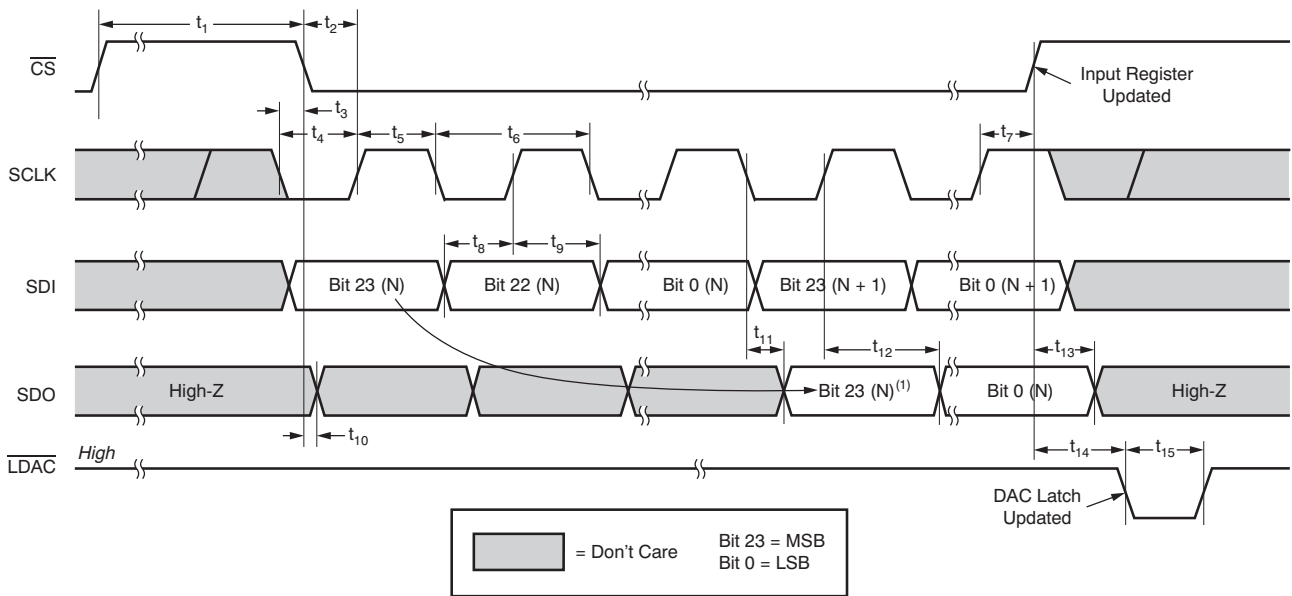 t1
t2
CS
Input Register
Updated
t3
t4
t5
t6
t7
SCLK
t8
t9
SDI
Bit 23 (N)
Bit 22 (N)
Bit 0 (N)
Bit 23 (N + 1)
Bit 0 (N + 1)
t11
t12
t13
SDO
High-Z
Bit 23 (N)(1)
Bit 0 (N)
High-Z
t10
High
LDAC
t14
t15
DAC Latch
Updated
= Don't Care
Bit 23 = MSB
Bit 0 = LSB